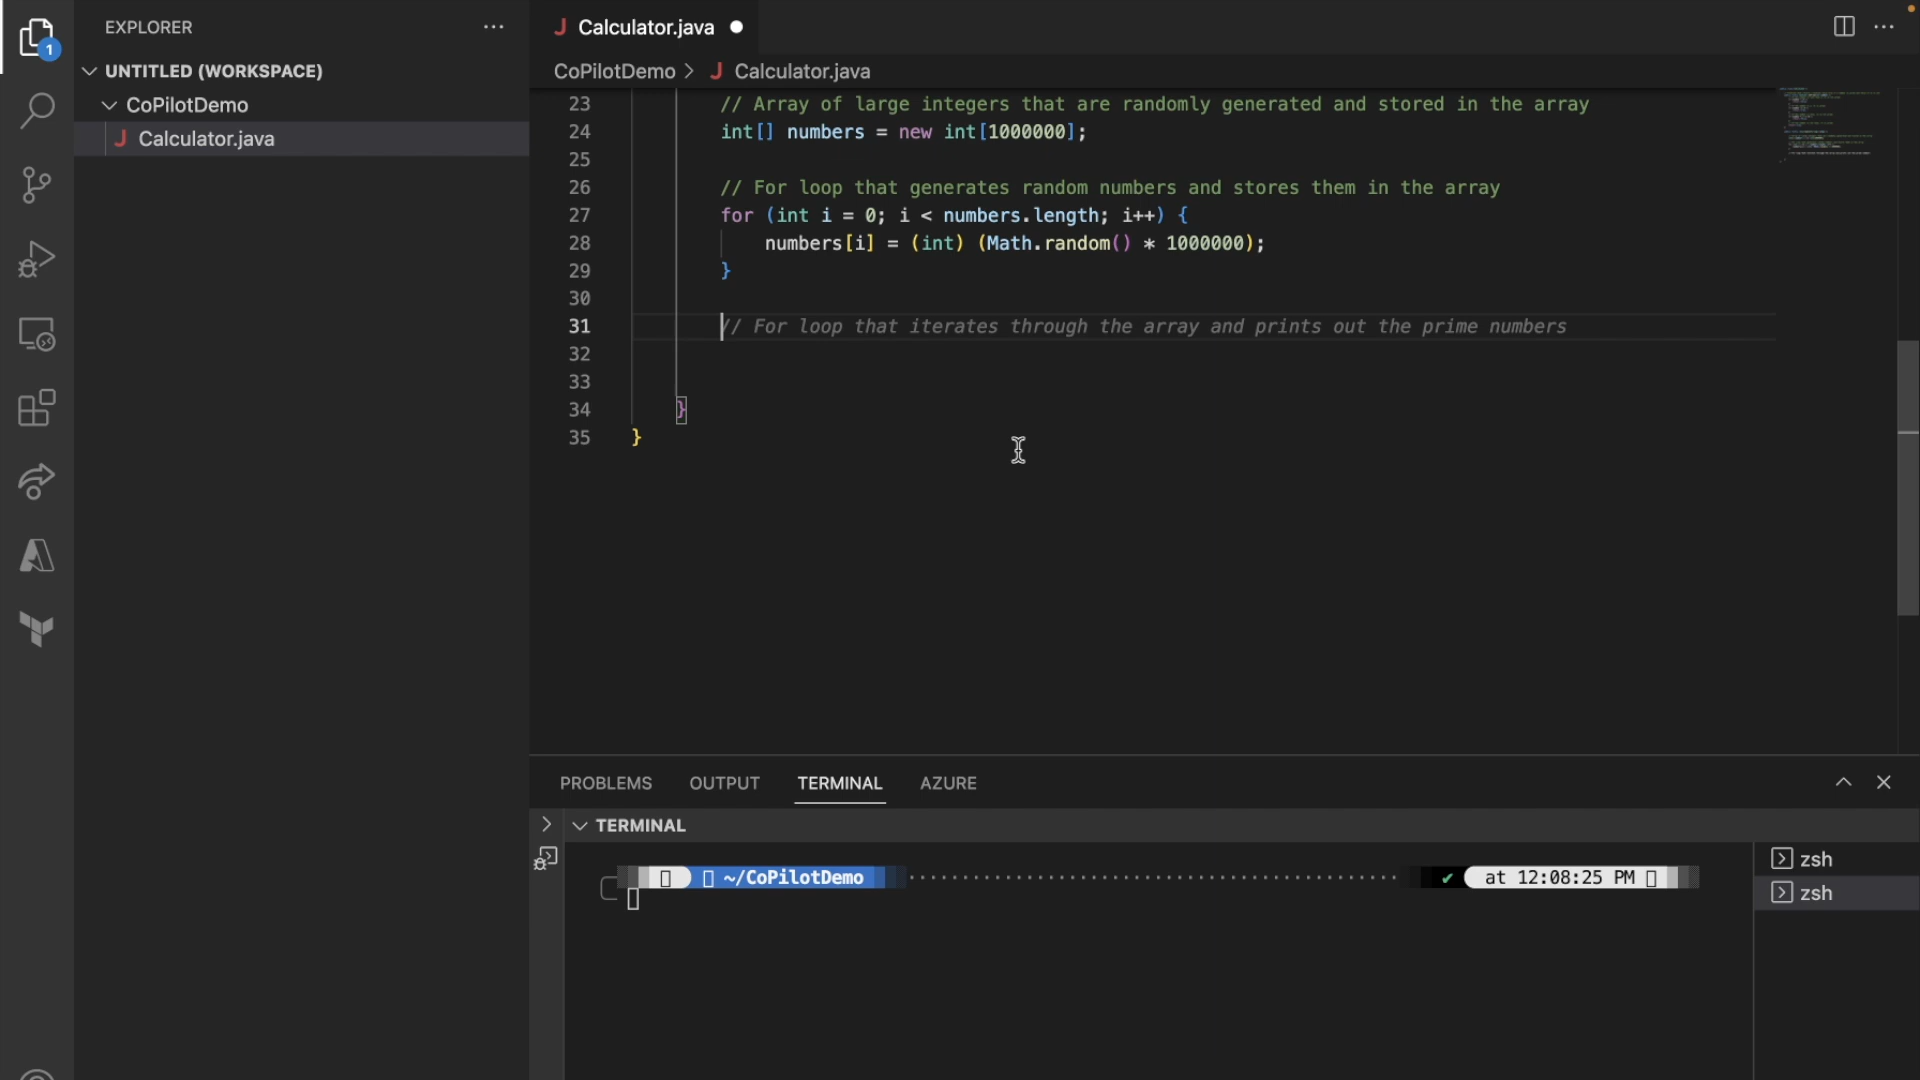 EXPLORER
1
UNTITLED (WORKSPACE)
CoPilotDemo
J Calculator.java
J Calculator.java
CoPilotDemo > J Calculator.java
23 // Array of large integers that are randomly generated and stored in the array
24 int[] numbers = new int[1000000];
25
26 // For loop that generates random numbers and stores them in the array
27 for (int i = 0; i < numbers.length; i++) {
28 numbers[i] = (int) (Math.random() * 1000000);
29 }
30
31 // For loop that iterates through the array and prints out the prime numbers
32
33
34 }
35 }
PROBLEMS OUTPUT TERMINAL AZURE
TERMINAL
~/CoPilotDemo ✔ at 12:08:25 PM
zsh
zsh